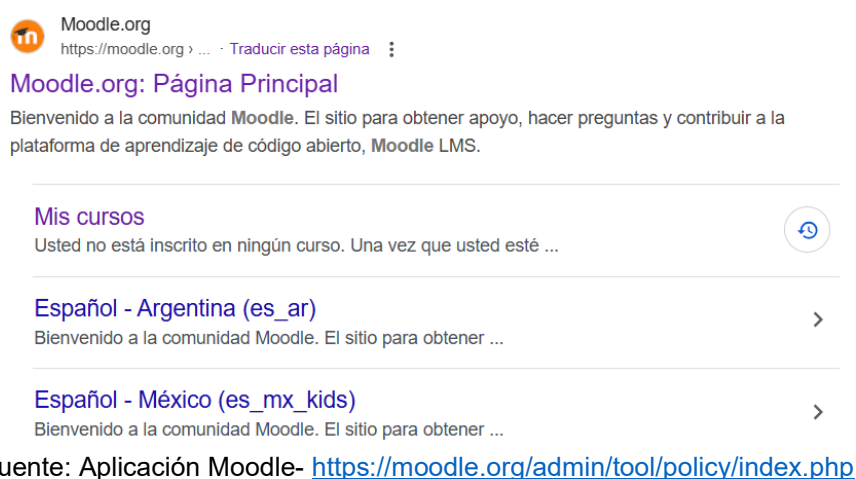 Moodle.org
https://moodle.org › ... · Traducir esta página
Moodle.org: Página Principal
Bienvenido a la comunidad Moodle. El sitio para obtener apoyo, hacer preguntas y contribuir a la
plataforma de aprendizaje de código abierto, Moodle LMS.
Mis cursos
Usted no está inscrito en ningún curso. Una vez que usted esté ...
Español - Argentina (es_ar)
Bienvenido a la comunidad Moodle. El sitio para obtener ...
Español - México (es_mx_kids)
Bienvenido a la comunidad Moodle. El sitio para obtener ...
uente: Aplicación Moodle- https://moodle.org/admin/tool/policy/index.php